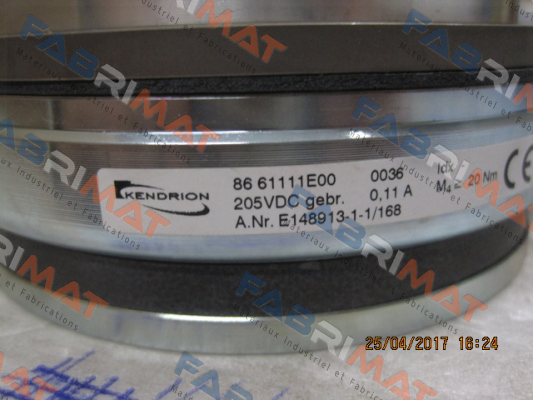 KENDRION
86 61111E00 0036
205VDC gebr. 0,11 A
A.Nr. E148913-1-1/168
M4 20 Nm
CE
25/04/2017 16:24
FABRIMAT
Materiaux Industriel et Fabrications